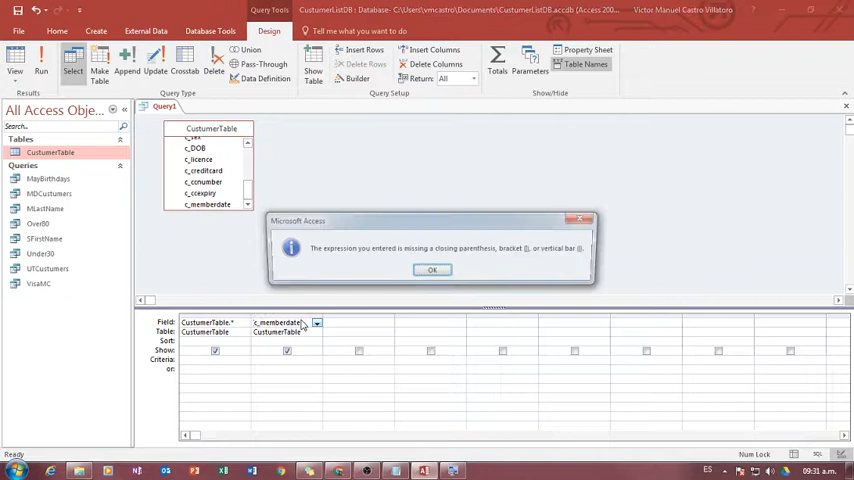 Query Tools
CustumerListDB : Database- C:\Users\vmcastro\Documents\CustumerListDB.accdb (Access 200...
Victor Manuel Castro Villatoro
File Home Create External Data Database Tools Design Tell me what you want to do
View
Run
Select
Make Table
Append
Update
Crosstab
Delete
Union
Pass-Through
Data Definition
Show Table
Insert Rows
Delete Rows
Builder
Insert Columns
Delete Columns
Return: All
Totals
Parameters
Property Sheet
Table Names
Results Query Type Query Setup Show/Hide
All Access Obje...
Search...
Tables
CustumerTable
Queries
MayBirthdays
MDCustumers
MLastName
Over80
SFirstName
Under30
UTCustumers
VisaMC
Query1
CustumerTable
c_DOB
c_licence
c_creditcard
c_ccnumber
c_ccexpiry
c_memberdate
Microsoft Access
The expression you entered is missing a closing parenthesis, bracket (]), or vertical bar (|).
OK
Field: CustumerTable.* c_memberdate
Table: CustumerTable CustumerTable
Sort:
Show:
Criteria:
or:
Ready
Num Lock
SQL
ES
09:31 a.m.